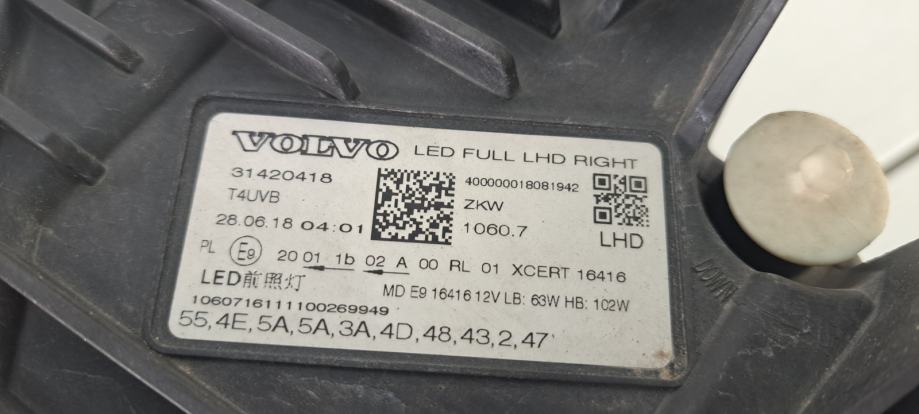 VOLVO LED FULL LHD RIGHT
31420418
400000018081942
T4UVB
ZKW
28.06.18 04:01
1060.7
LHD
PL E9 20 01 1b 02 A 00 RL 01 XCERT 16416
LED前照灯
MD E9 16416 12V LB: 63W HB: 102W
1060716111100269949
55,4E,5A,5A,3A,4D,48,43,2,47
DOWN